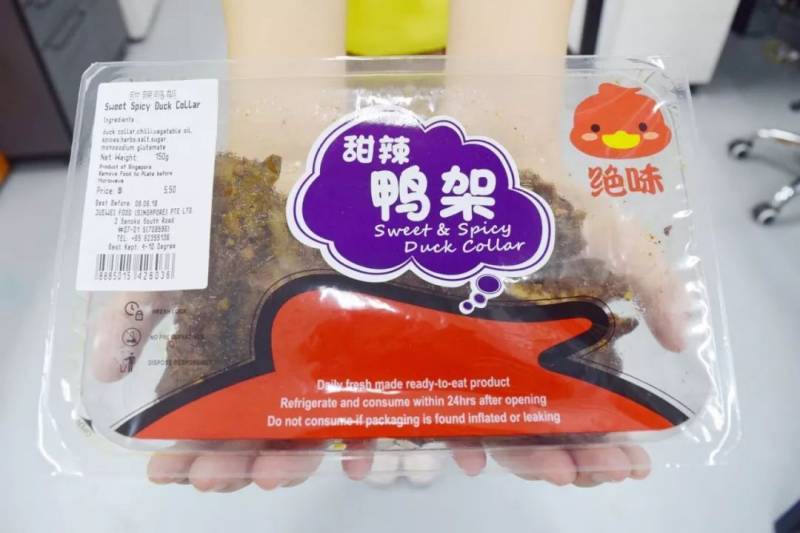 Sweet Spicy Duck Collar
Ingredients:
duck collar,chili,vegetable oil,
spices,herbs,salt,sugar
monosodium glutamate
Net Weight: 150g
Product of Singapore
Remove Food to Plate before
Microwave
Price: $ 5.50
Best Before: 08.06.18
JUEWEI FOOD (SINGAPORE) PTE LTD
3 Senoko South Road
Best Kept: 4-10 Degree
甜辣
鸭架
Sweet & Spicy
Duck Collar
绝味
FRESH LOCK
Daily fresh made ready-to-eat product
Refrigerate and consume within 24hrs after opening
Do not consume if packaging is found inflated or leaking